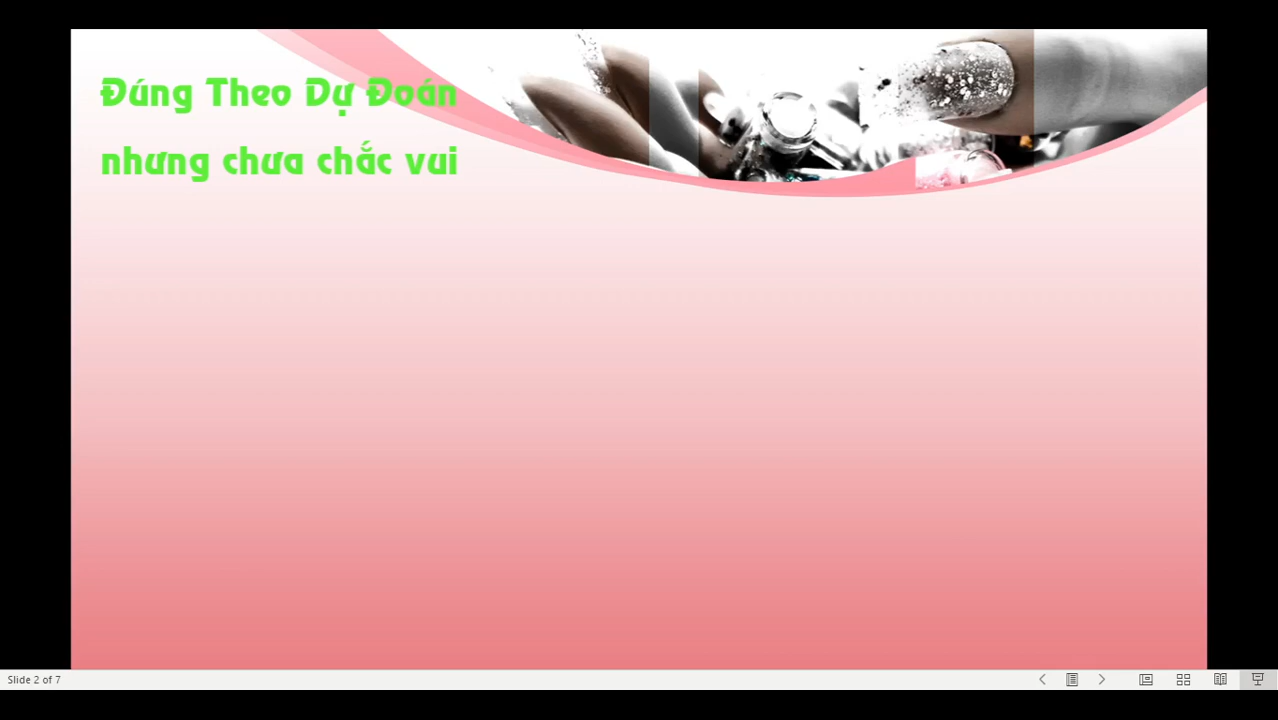 Đúng Theo Dự Đoán
nhưng chưa chắc vui
Slide 2 of 7